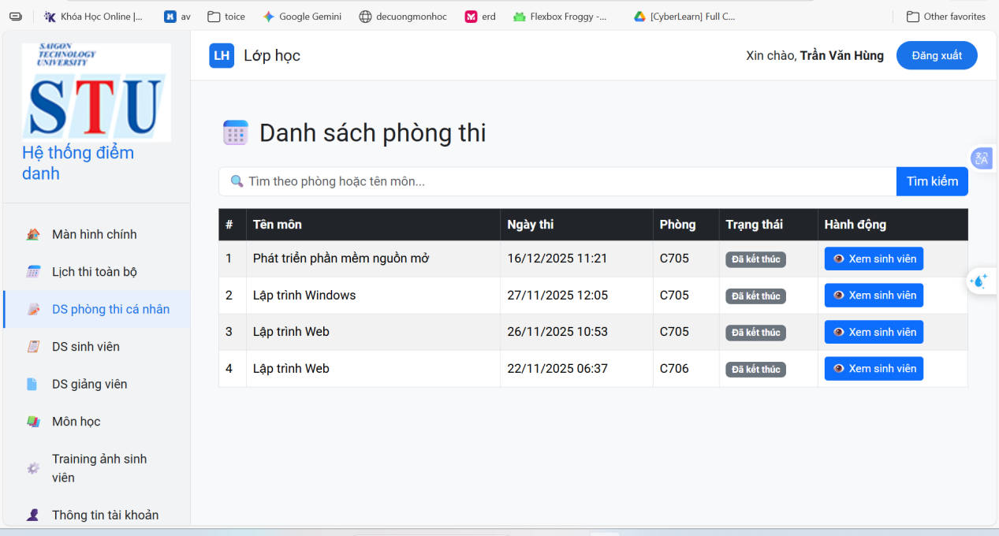 Khóa Học Online |...
av
toice
Google Gemini
decuongmonhoc
erd
Flexbox Froggy -...
[CyberLearn] Full C...
Other favorites
SAIGON
TECHNOLOGY
UNIVERSITY
STU
Hệ thống điểm
danh
LH Lớp học
Xin chào, Trần Văn Hùng
Đăng xuất
Màn hình chính
Lịch thi toàn bộ
DS phòng thi cá nhân
DS sinh viên
DS giảng viên
Môn học
Training ảnh sinh
viên
Thông tin tài khoản
Danh sách phòng thi
Tìm theo phòng hoặc tên môn...
Tìm kiếm
# Tên môn Ngày thi Phòng Trạng thái Hành động
1 Phát triển phần mềm nguồn mở 16/12/2025 11:21 C705 Đã kết thúc Xem sinh viên
2 Lập trình Windows 27/11/2025 12:05 C705 Đã kết thúc Xem sinh viên
3 Lập trình Web 26/11/2025 10:53 C705 Đã kết thúc Xem sinh viên
4 Lập trình Web 22/11/2025 06:37 C706 Đã kết thúc Xem sinh viên